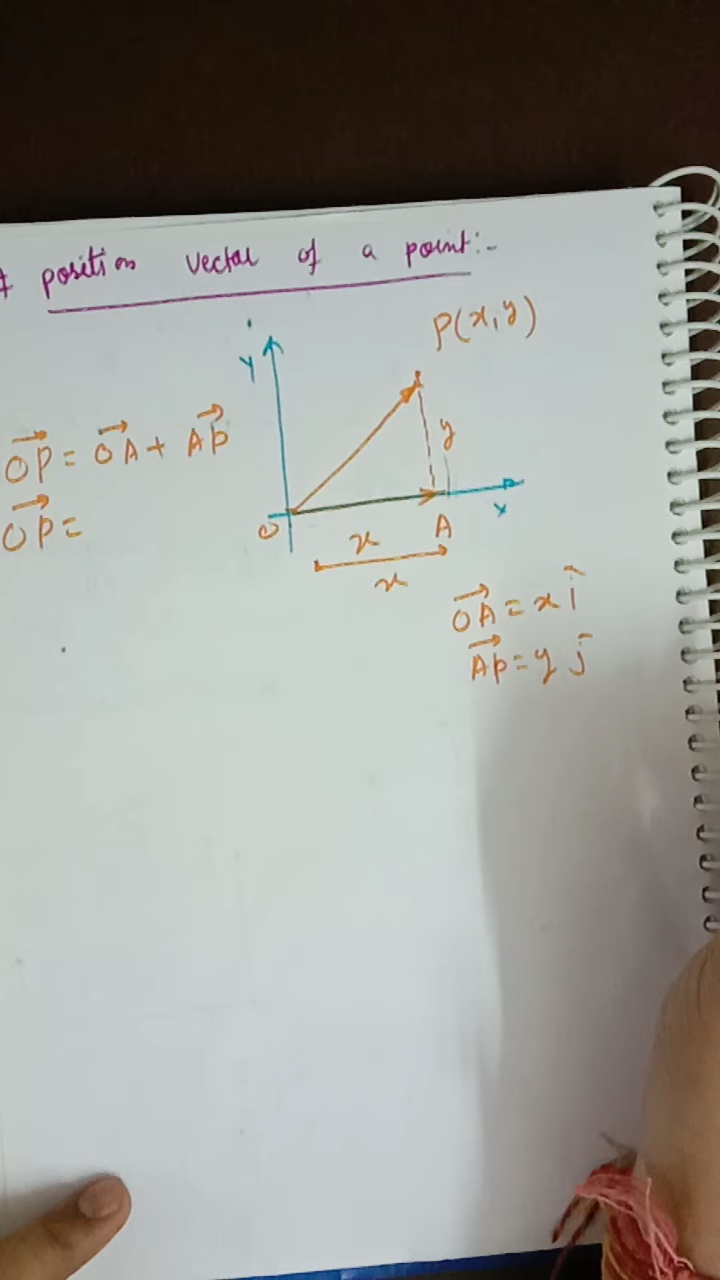 position vector of a point:-
P(x,y)
Y
y
OP = OA + AP
OP =
O
x
A
X
x
OA = x i
AP = y j